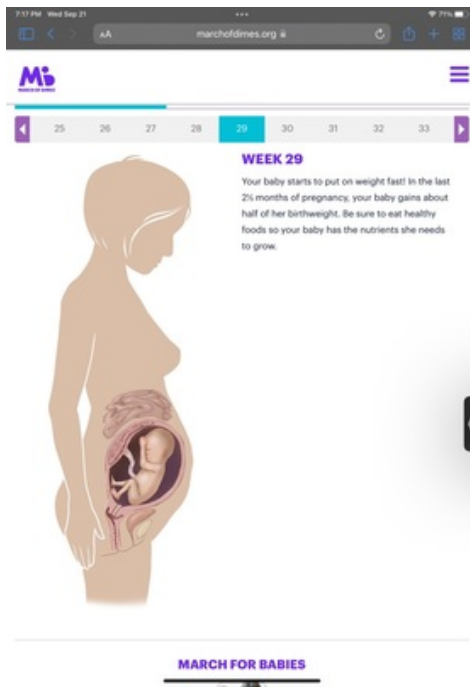 7:17 PM Wed Sep 21
71%
AA
marchofdimes.org
MARCH OF DIMES
25 26 27 28 29 30 31 32 33
WEEK 29
Your baby starts to put on weight fast! In the last
2½ months of pregnancy, your baby gains about
half of her birthweight. Be sure to eat healthy
foods so your baby has the nutrients she needs
to grow.
MARCH FOR BABIES